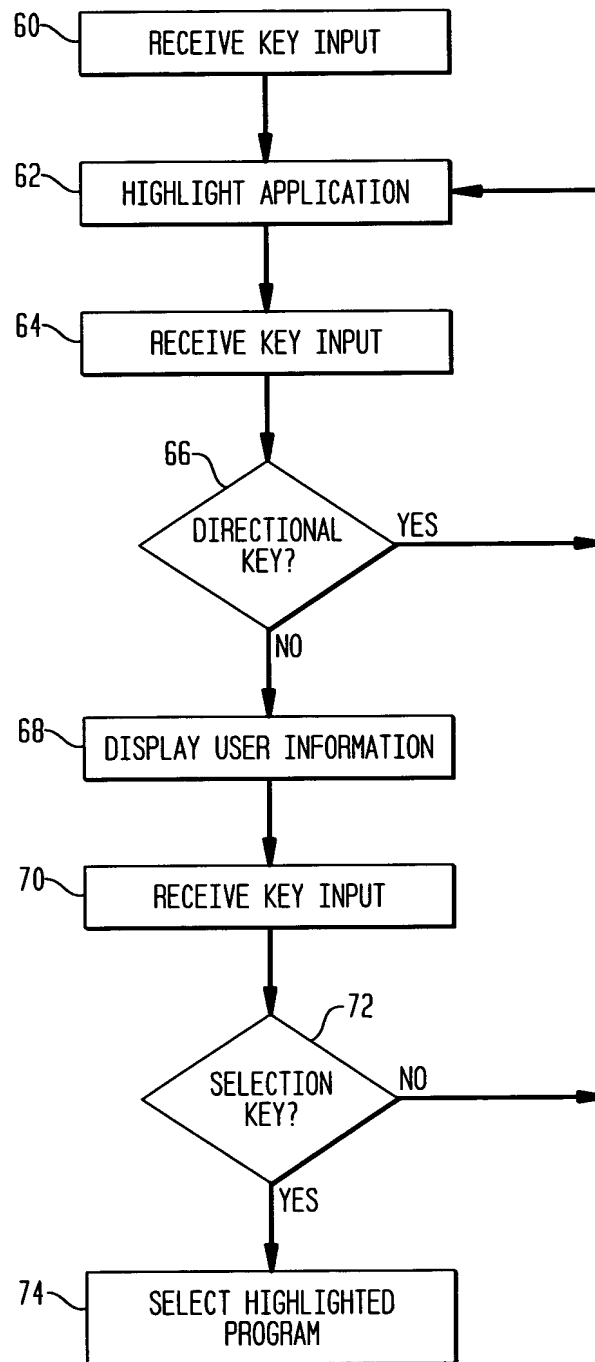 60
RECEIVE KEY INPUT
62
HIGHLIGHT APPLICATION
64
RECEIVE KEY INPUT
66
DIRECTIONAL
KEY?
YES
NO
68
DISPLAY USER INFORMATION
70
RECEIVE KEY INPUT
72
SELECTION
KEY?
NO
YES
74
SELECT HIGHLIGHTED
PROGRAM